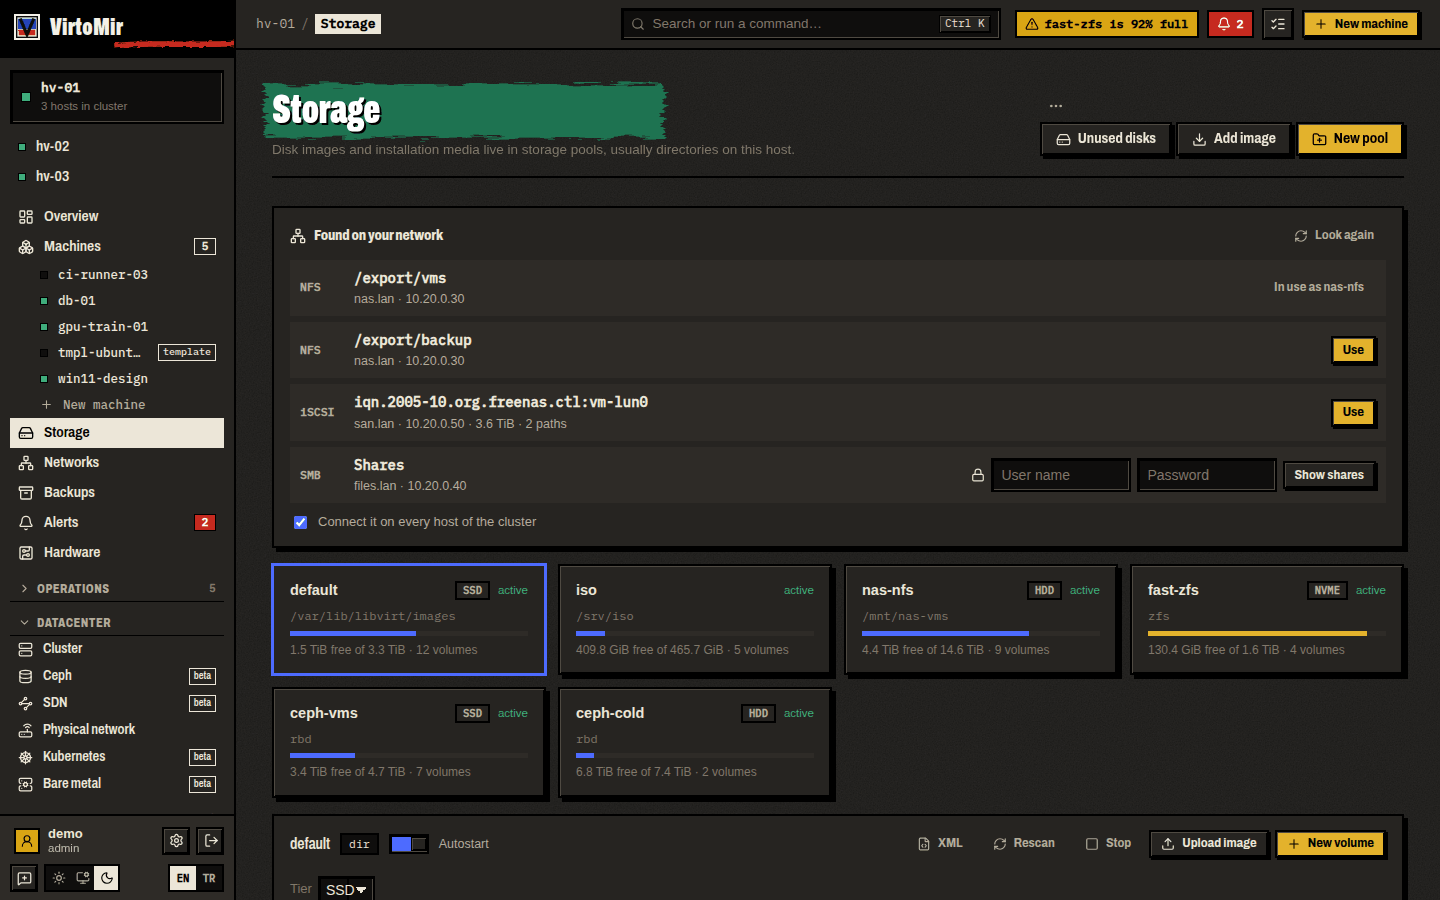 VirtoMir
hv-01 / Storage
Search or run a command…
Ctrl K
fast-zfs is 92% full
2
New machine
hv-01
3 hosts in cluster
hv-02
hv-03
Overview
Machines 5
ci-runner-03
db-01
gpu-train-01
tmpl-ubunt… template
win11-design
New machine
Storage
Networks
Backups
Alerts 2
Hardware
OPERATIONS 5
DATACENTER
Cluster
Ceph beta
SDN beta
Physical network
Kubernetes beta
Bare metal beta
demo
admin
EN TR
Storage
Disk images and installation media live in storage pools, usually directories on this host.
...
Unused disks
Add image
New pool
Found on your network
Look again
NFS
/export/vms
nas.lan · 10.20.0.30
In use as nas-nfs
NFS
/export/backup
nas.lan · 10.20.0.30
Use
iSCSI
iqn.2005-10.org.freenas.ctl:vm-lun0
san.lan · 10.20.0.50 · 3.6 TiB · 2 paths
Use
SMB
Shares
files.lan · 10.20.0.40
User name
Password
Show shares
Connect it on every host of the cluster
default SSD active
/var/lib/libvirt/images
1.5 TiB free of 3.3 TiB · 12 volumes
iso active
/srv/iso
409.8 GiB free of 465.7 GiB · 5 volumes
nas-nfs HDD active
/mnt/nas-vms
4.4 TiB free of 14.6 TiB · 9 volumes
fast-zfs NVME active
zfs
130.4 GiB free of 1.6 TiB · 4 volumes
ceph-vms SSD active
rbd
3.4 TiB free of 4.7 TiB · 7 volumes
ceph-cold HDD active
rbd
6.8 TiB free of 7.4 TiB · 2 volumes
default dir Autostart
XML
Rescan
Stop
Upload image
New volume
Tier SSD